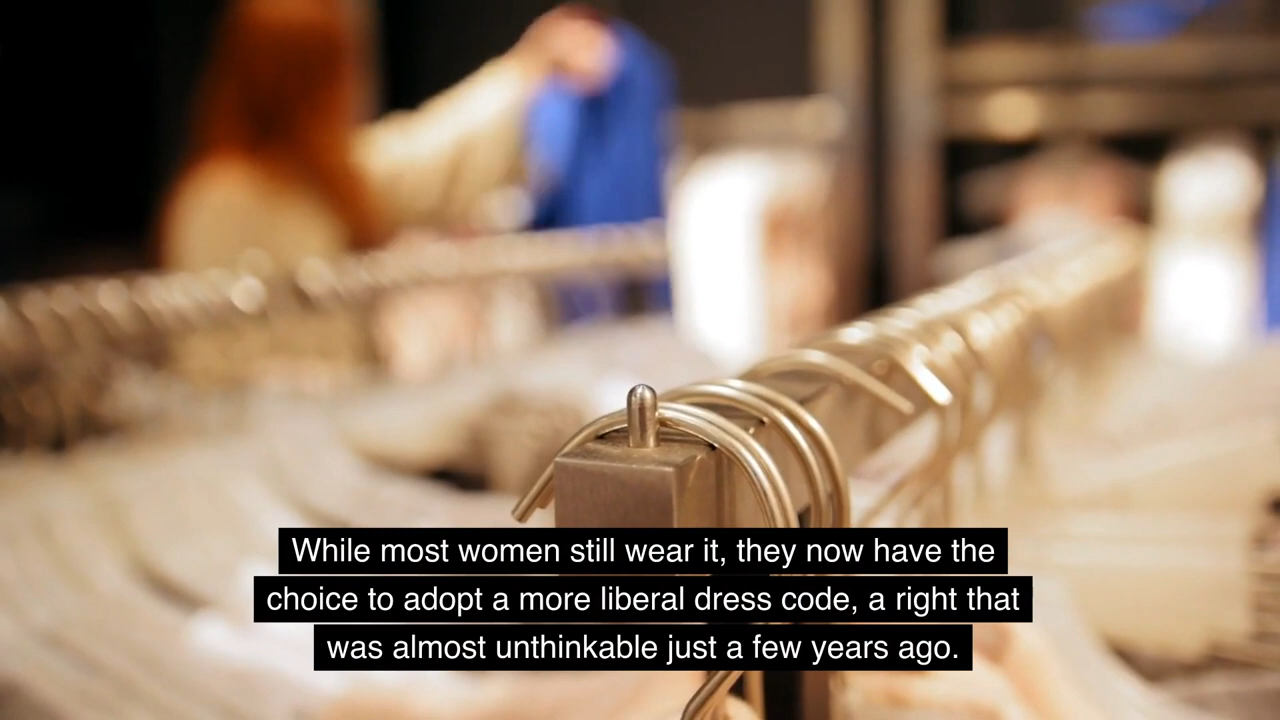 While most women still wear it, they now have the
choice to adopt a more liberal dress code, a right that
was almost unthinkable just a few years ago.